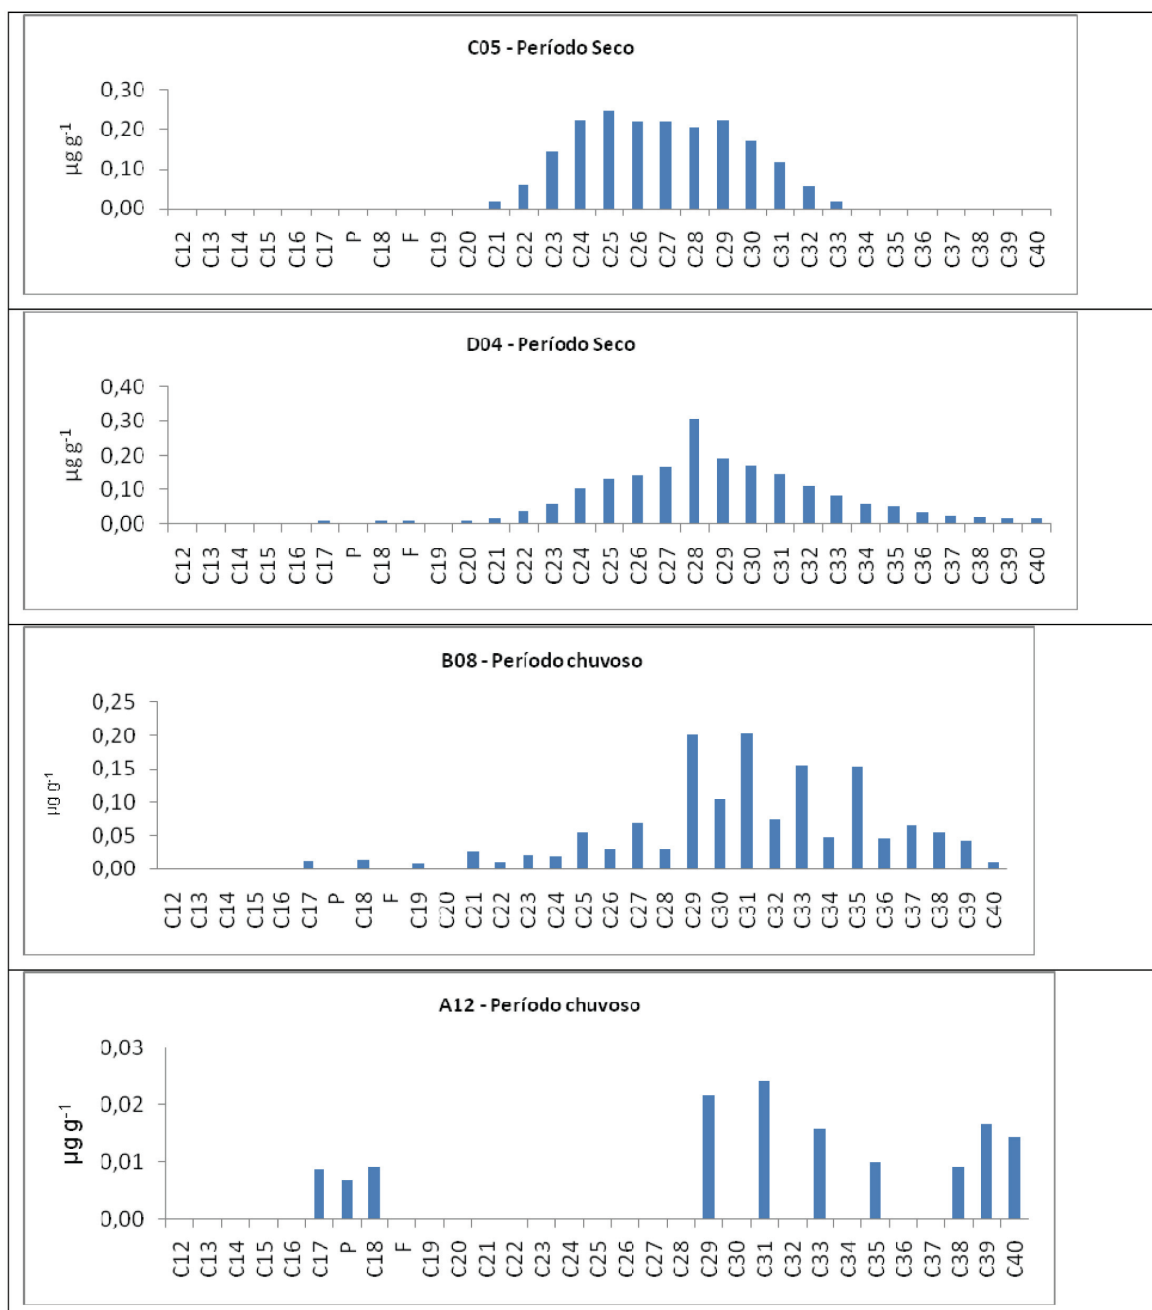 C05 - Período Seco
µg g-1
0,30
0,20
0,10
0,00
C12 C13 C14 C15 C16 C17 P C18 F C19 C20 C21 C22 C23 C24 C25 C26 C27 C28 C29 C30 C31 C32 C33 C34 C35 C36 C37 C38 C39 C40
D04 - Período Seco
µg g-1
0,40
0,30
0,20
0,10
0,00
C12 C13 C14 C15 C16 C17 P C18 F C19 C20 C21 C22 C23 C24 C25 C26 C27 C28 C29 C30 C31 C32 C33 C34 C35 C36 C37 C38 C39 C40
B08 - Período chuvoso
µg g-1
0,25
0,20
0,15
0,10
0,05
0,00
C12 C13 C14 C15 C16 C17 P C18 F C19 C20 C21 C22 C23 C24 C25 C26 C27 C28 C29 C30 C31 C32 C33 C34 C35 C36 C37 C38 C39 C40
A12 - Período chuvoso
µg g-1
0,03
0,02
0,01
0,00
C12 C13 C14 C15 C16 C17 P C18 F C19 C20 C21 C22 C23 C24 C25 C26 C27 C28 C29 C30 C31 C32 C33 C34 C35 C36 C38 C39 C40